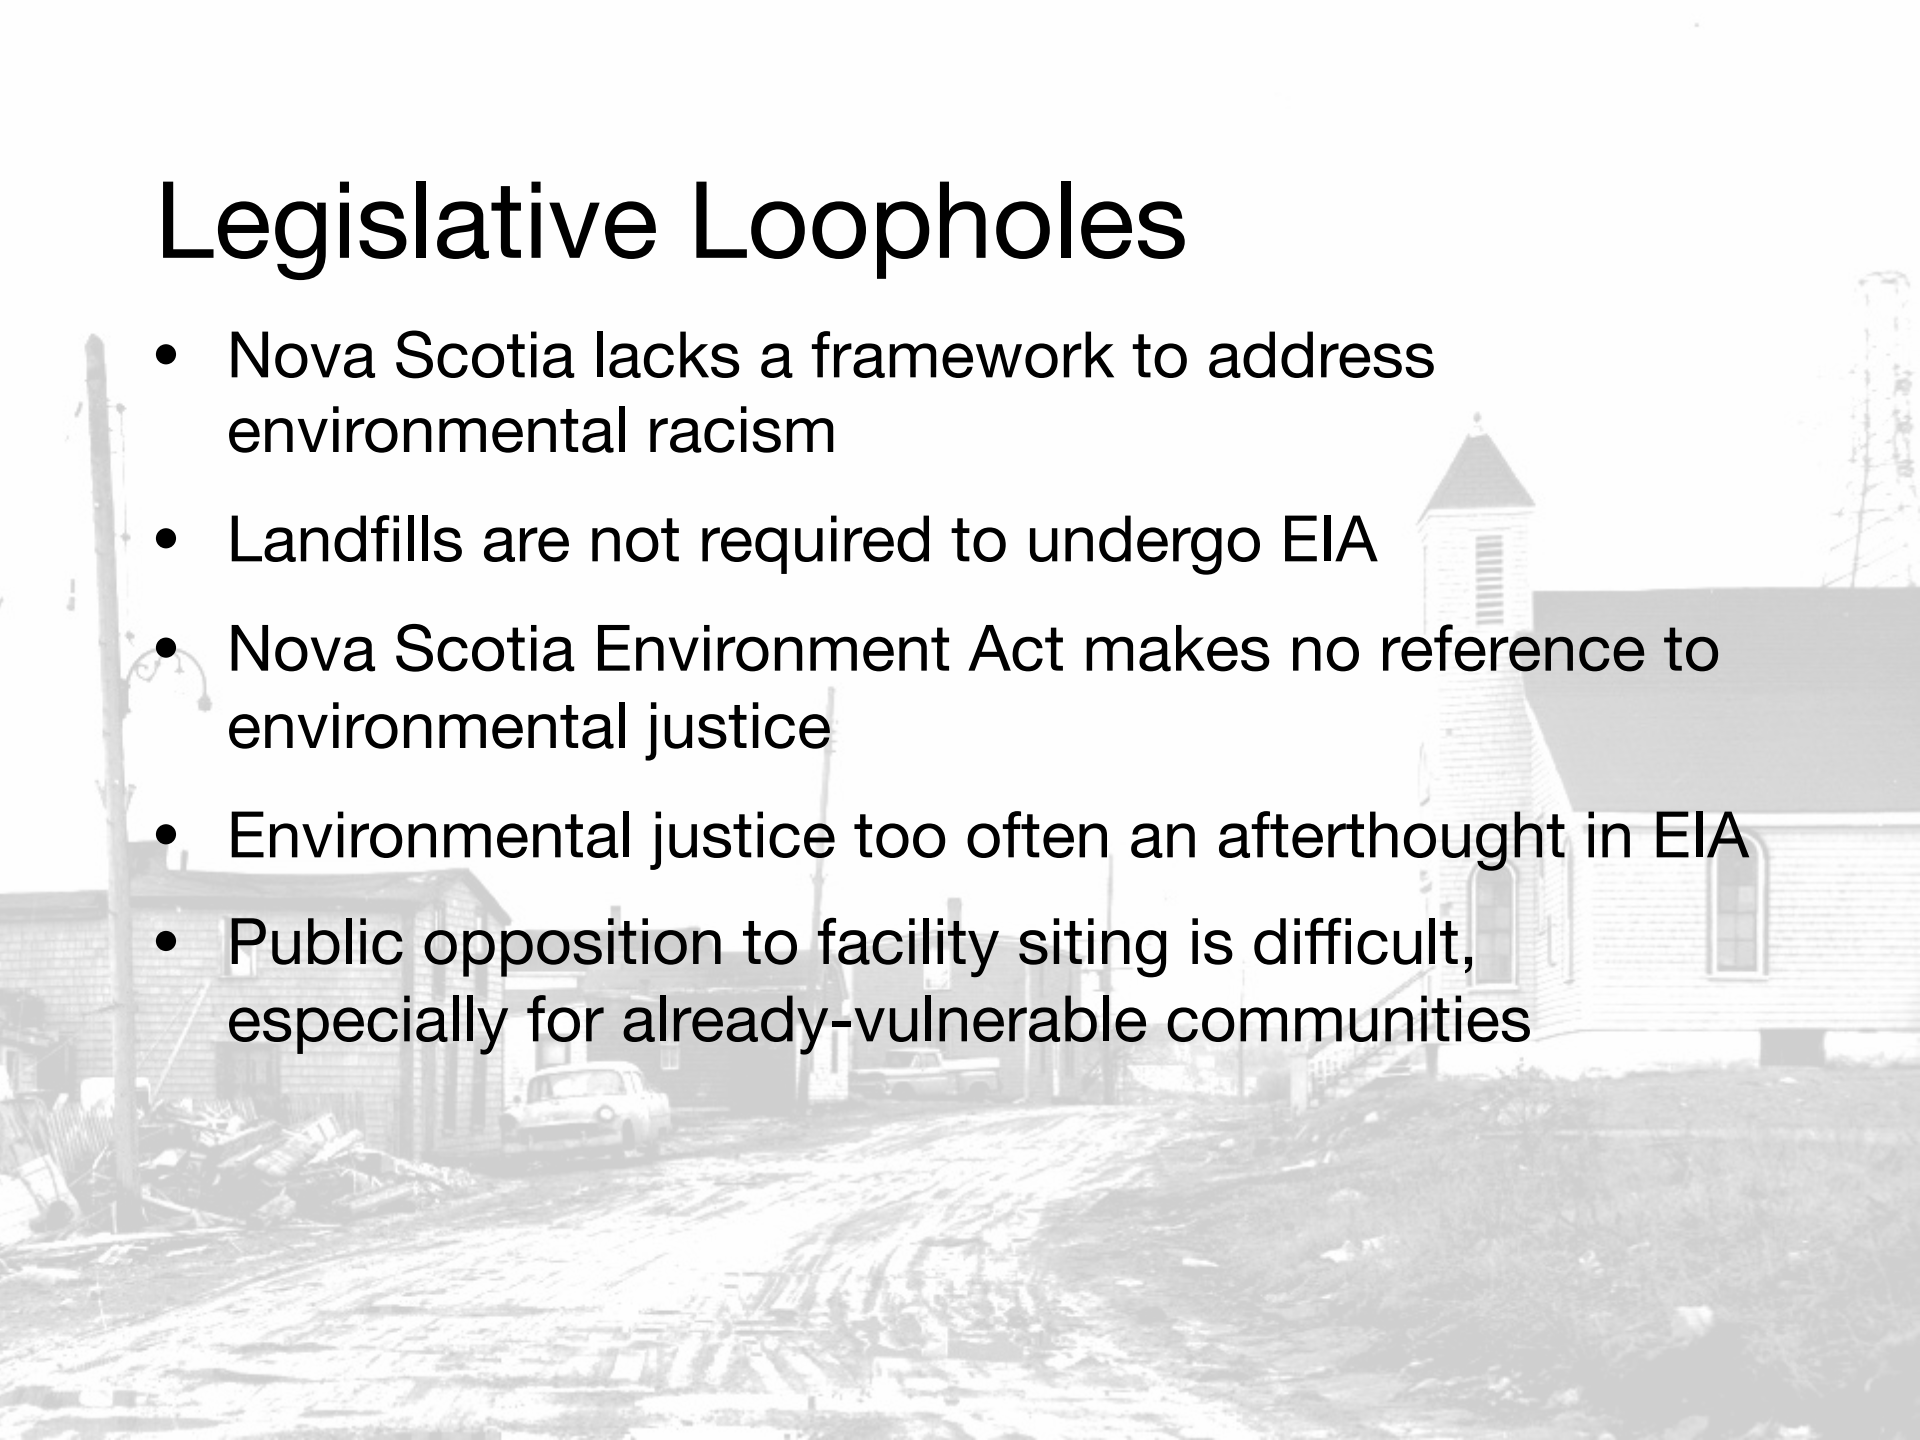 Legislative Loopholes
• Nova Scotia lacks a framework to address
environmental racism
• Landfills are not required to undergo EIA
• Nova Scotia Environment Act makes no reference to
environmental justice
• Environmental justice too often an afterthought in EIA
• Public opposition to facility siting is difficult,
especially for already-vulnerable communities